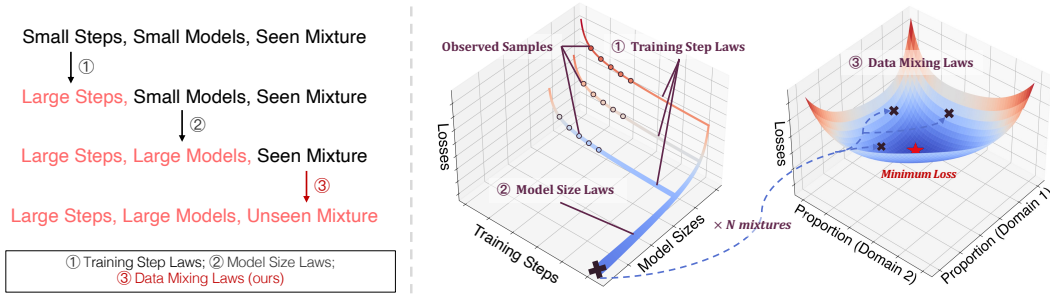 Small Steps, Small Models, Seen Mixture
①
Large Steps, Small Models, Seen Mixture
②
Large Steps, Large Models, Seen Mixture
③
Large Steps, Large Models, Unseen Mixture
① Training Step Laws; ② Model Size Laws;
③ Data Mixing Laws (ours)
Observed Samples
① Training Step Laws
② Model Size Laws
Losses
Training Steps
Model Sizes
× N mixtures
③ Data Mixing Laws
Minimum Loss
Losses
Proportion (Domain 2)
Proportion (Domain 1)